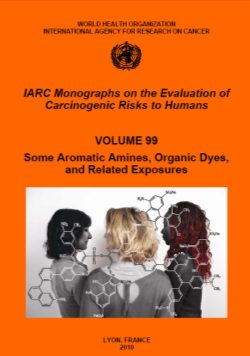 WORLD HEALTH ORGANIZATION
INTERNATIONAL AGENCY FOR RESEARCH ON CANCER
IARC Monographs on the Evaluation of
Carcinogenic Risks to Humans
VOLUME 99
Some Aromatic Amines, Organic Dyes,
and Related Exposures
LYON, FRANCE
2010